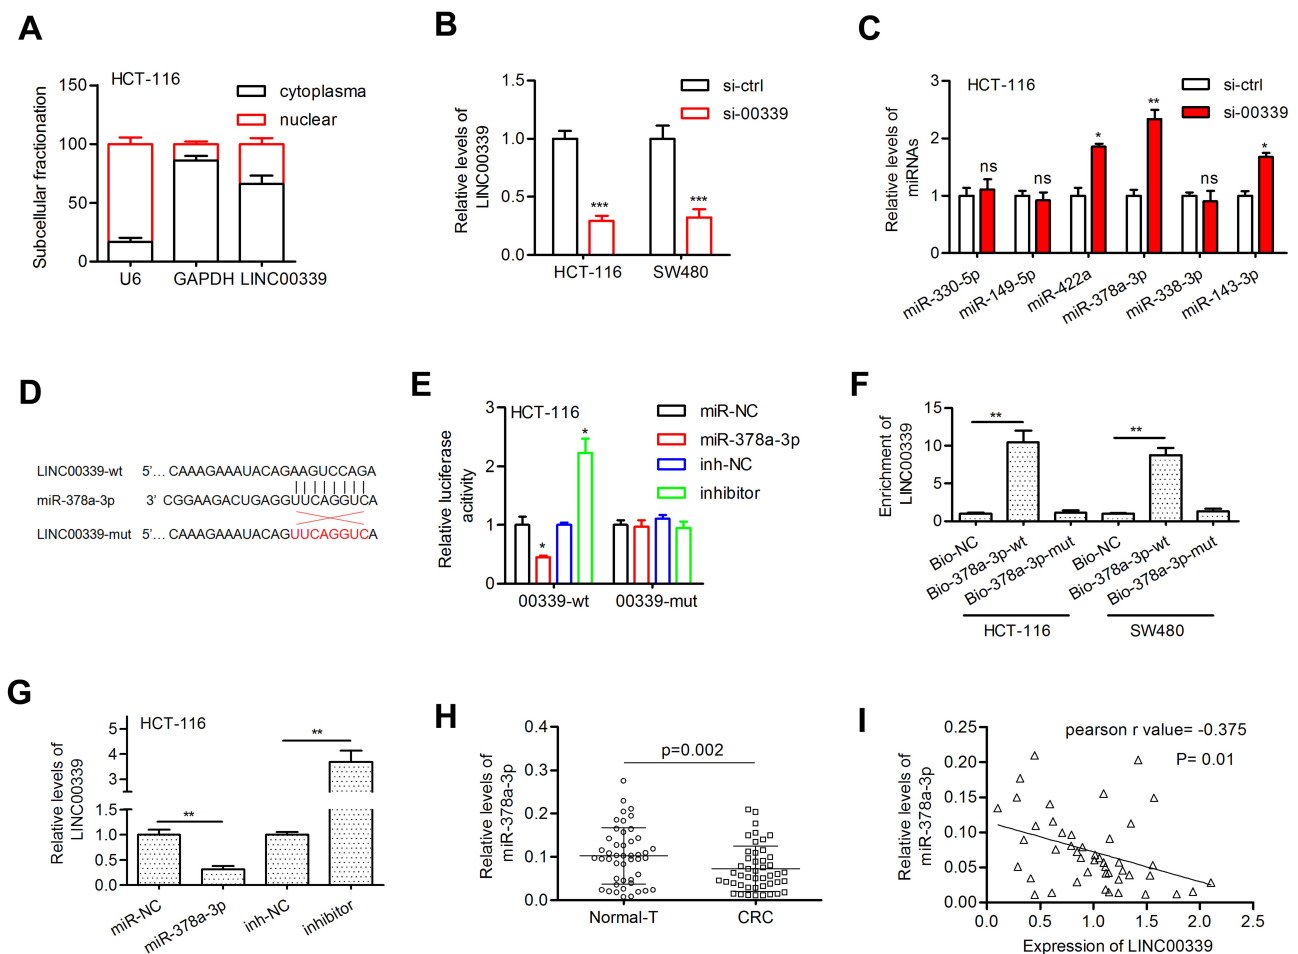 A
HCT-116
cytoplasma
nuclear
Subcellular fractionation
150
100
50
0
U6 GAPDH LINC00339
B
si-ctrl
si-00339
Relative levels of
LINC00339
1.5
1.0
0.5
0.0
*** ***
HCT-116 SW480
C
HCT-116
si-ctrl
si-00339
Relative levels of
miRNAs
3
2
1
0
ns ns * ** ns *
miR-330-5p
miR-149-5p
miR-422a
miR-378a-3p
miR-338-3p
miR-143-3p
D
LINC00339-wt 5’... CAAAGAAAUACAGAAGUCCAGA
miR-378a-3p 3’ CGGAAGACUGAGGUUUCAGGUCA
LINC00339-mut 5’... CAAAGAAAUACAGUUCAGGUCA
E
HCT-116
miR-NC
miR-378a-3p
inh-NC
inhibitor
Relative luciferase
acitivity
3
2
1
0
* *
00339-wt 00339-mut
F
Enrichment of
LINC00339
15
10
5
0
** **
Bio-NC
Bio-378a-3p-wt
Bio-378a-3p-mut
Bio-NC
Bio-378a-3p-wt
Bio-378a-3p-mut
HCT-116 SW480
G
HCT-116
Relative levels of
LINC00339
5
4
3
1.5
1.0
0.5
0.0
** **
miR-NC
miR-378a-3p
inh-NC
inhibitor
H
Relative levels of
miR-378a-3p
0.4
0.3
0.2
0.1
0.0
p=0.002
Normal-T CRC
I
Relative levels of
miR-378a-3p
0.25
0.20
0.15
0.10
0.05
0.00
pearson r value= -0.375
P= 0.01
0.0 0.5 1.0 1.5 2.0 2.5
Expression of LINC00339